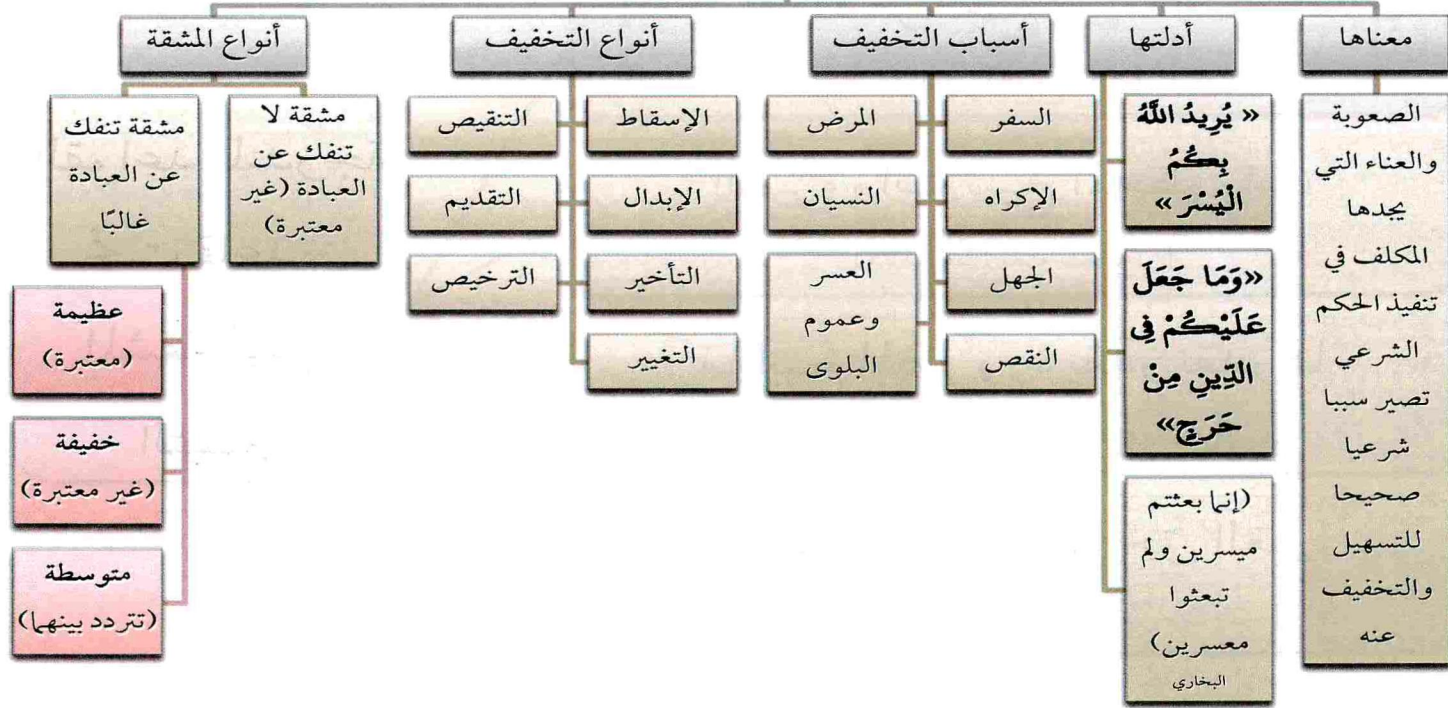 معناها
الصعوبة
والعناء التي
يجدها
المكلف في
تنفيذ الحكم
الشرعي
تصير سببا
شرعيا
صحيحا
للتسهيل
والتخفيف
عنه
أدلتها
« يُرِيدُ اللَّهُ
بِكُمُ
الْيُسْرَ »
«وَمَا جَعَلَ
عَلَيْكُمْ فِي
الدِّينِ مِنْ
حَرَجٍ»
(إنما بعثتم
ميسرين ولم
تبعثوا
معسرين)
البخاري
أسباب التخفيف
السفر
المرض
الإكراه
النسيان
الجهل
العسر
وعموم
البلوى
النقص
أنواع التخفيف
الإسقاط
التنقيص
الإبدال
التقديم
التأخير
الترخيص
التغيير
أنواع المشقة
مشقة لا
تنفك عن
العبادة (غير
معتبرة)
مشقة تنفك
عن العبادة
غالبًا
عظيمة
(معتبرة)
خفيفة
(غير معتبرة)
متوسطة
(تتردد بينهما)